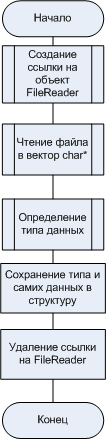 Начало
Создание
ссылки на
объект
FileReader
Чтение файла
в вектор char*
Определение
типа данных
Сохранение типа и
самих данных в
структуру
Удаление ссылки
на FileReader
Конец